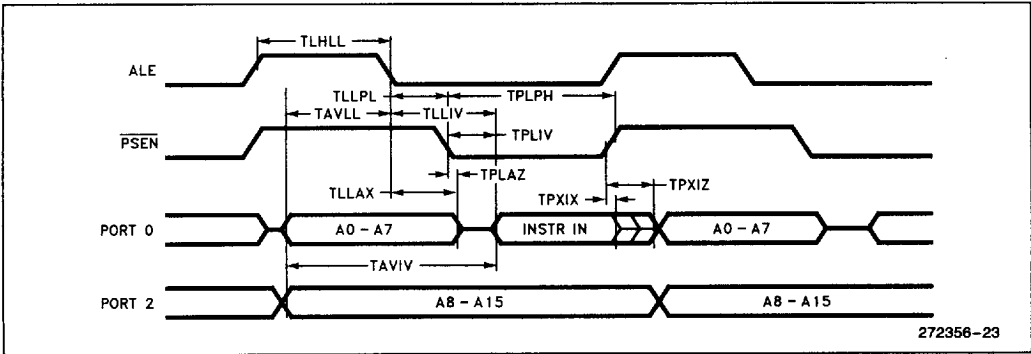 TLHLL
ALE
TLLPL TPLPH
TAVLL TLLIV
PSEN TPLIV
TPLAZ
TLLAX TPXIX TPXIZ
PORT 0 A0 – A7 INSTR IN A0 – A7
TAVIV
PORT 2 A8 – A15 A8 – A15
272356–23